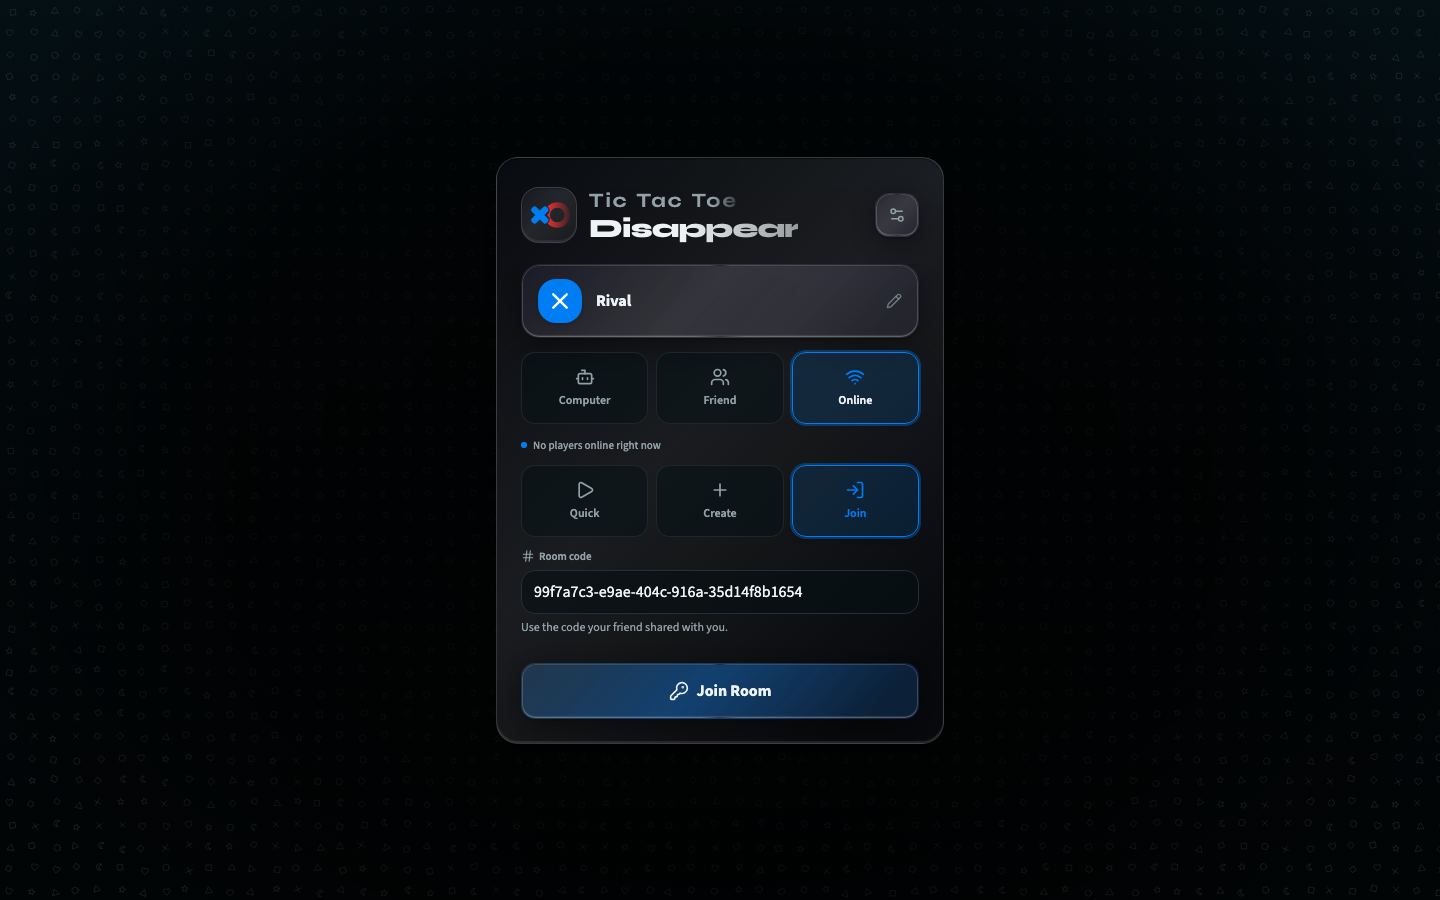 Tic Tac Toe
Disappear
Rival
Computer
Friend
Online
No players online right now
Quick
Create
Join
Room code
99f7a7c3-e9ae-404c-916a-35d14f8b1654
Use the code your friend shared with you.
Join Room